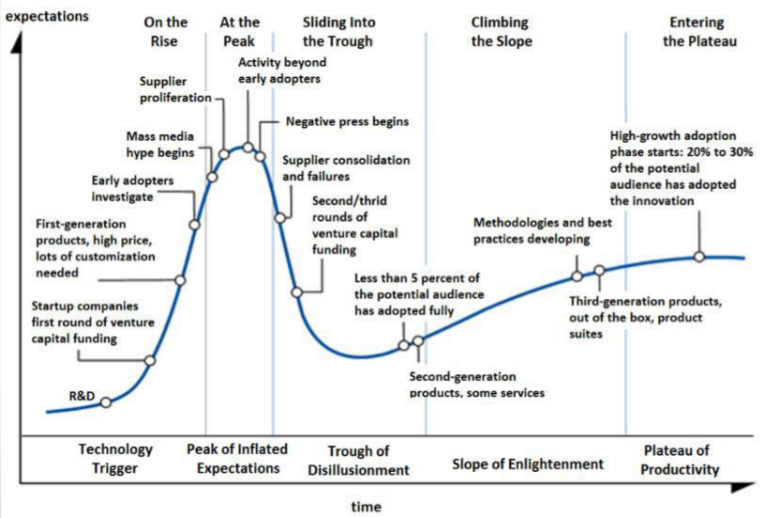 expectations
On the
Rise
At the
Peak
Sliding Into
the Trough
Climbing
the Slope
Entering
the Plateau
Activity beyond
early adopters
Supplier
proliferation
Negative press begins
Mass media
hype begins
High-growth adoption
phase starts: 20% to 30%
of the potential
audience has adopted
the innovation
Supplier consolidation
and failures
Early adopters
investigate
Second/thrid
rounds of
venture capital
funding
First-generation
products, high price,
lots of customization
needed
Methodologies and best
practices developing
Less than 5 percent of
the potential audience
has adopted fully
Third-generation products,
out of the box, product
suites
Startup companies
first round of venture
capital funding
Second-generation
products, some services
R&D
Technology
Trigger
Peak of Inflated
Expectations
Trough of
Disillusionment
Slope of Enlightenment
Plateau of
Productivity
time